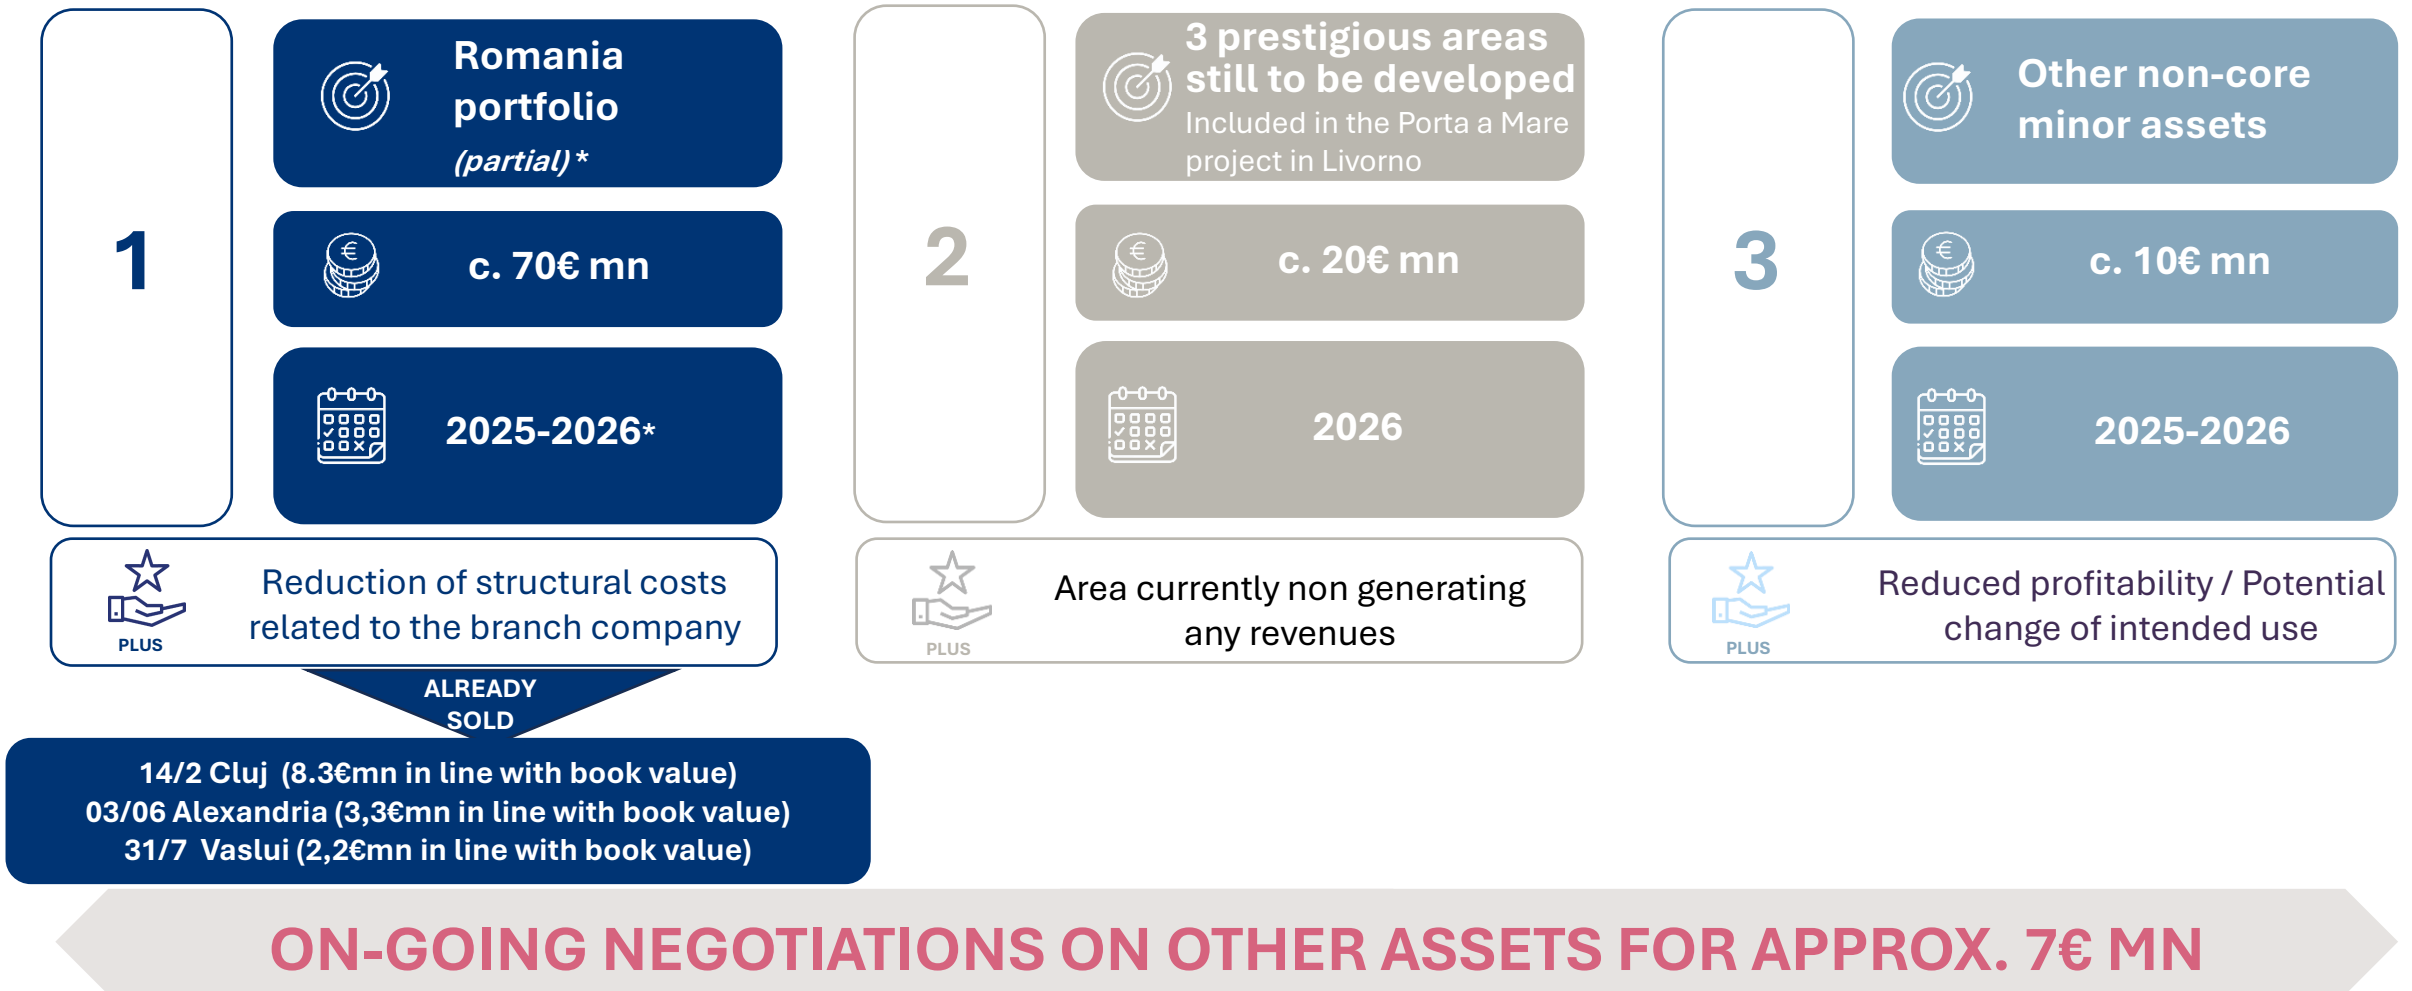 1
Romania
portfolio
(partial) *
c. 70€ mn
2025-2026*
PLUS
Reduction of structural costs
related to the branch company
ALREADY
SOLD
14/2 Cluj (8.3€mn in line with book value)
03/06 Alexandria (3,3€mn in line with book value)
31/7 Vaslui (2,2€mn in line with book value)
2
3 prestigious areas
still to be developed
Included in the Porta a Mare
project in Livorno
c. 20€ mn
2026
PLUS
Area currently non generating
any revenues
3
Other non-core
minor assets
c. 10€ mn
2025-2026
PLUS
Reduced profitability / Potential
change of intended use
ON-GOING NEGOTIATIONS ON OTHER ASSETS FOR APPROX. 7€ MN